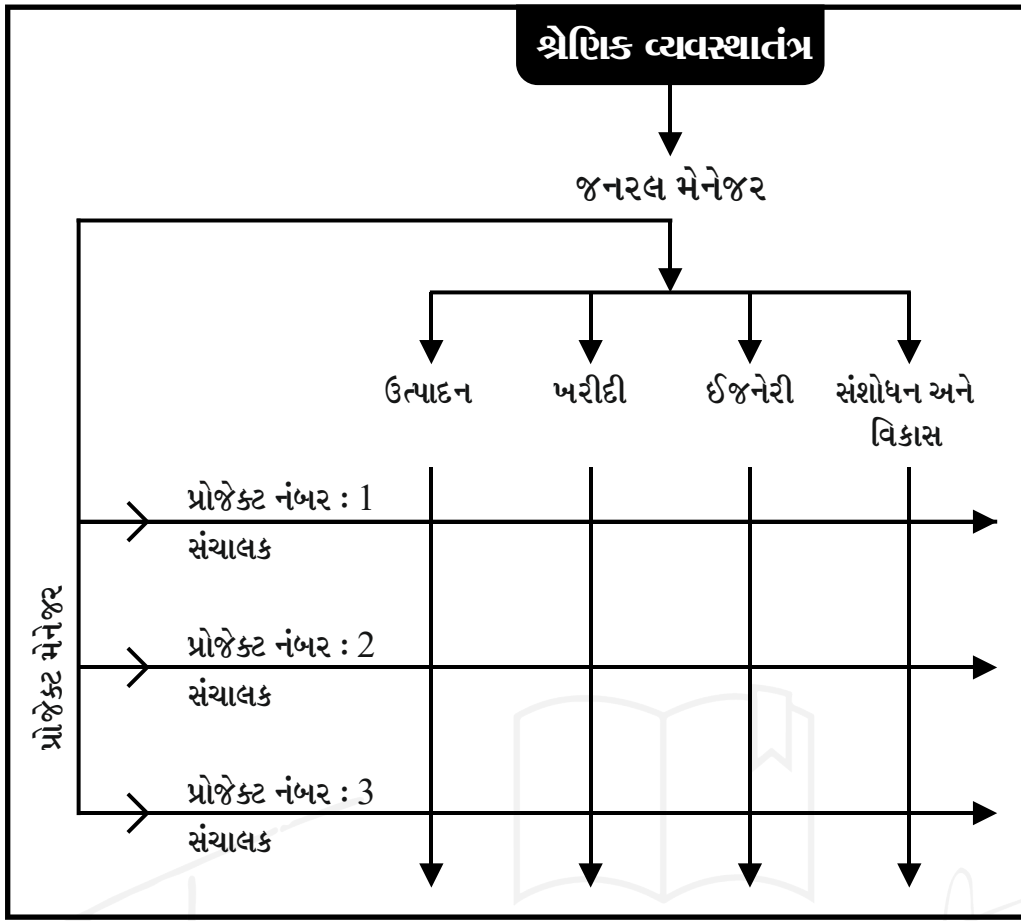 શ્રેણિક વ્યવસ્થાતંત્ર
જનરલ મેનેજર
ઉત્પાદન
ખરીદી
ઈજનેરી
સંશોધન અને
વિકાસ
પ્રોજેક્ટ મેનેજર
પ્રોજેક્ટ નંબર : 1
સંચાલક
પ્રોજેક્ટ નંબર : 2
સંચાલક
પ્રોજેક્ટ નંબર : 3
સંચાલક